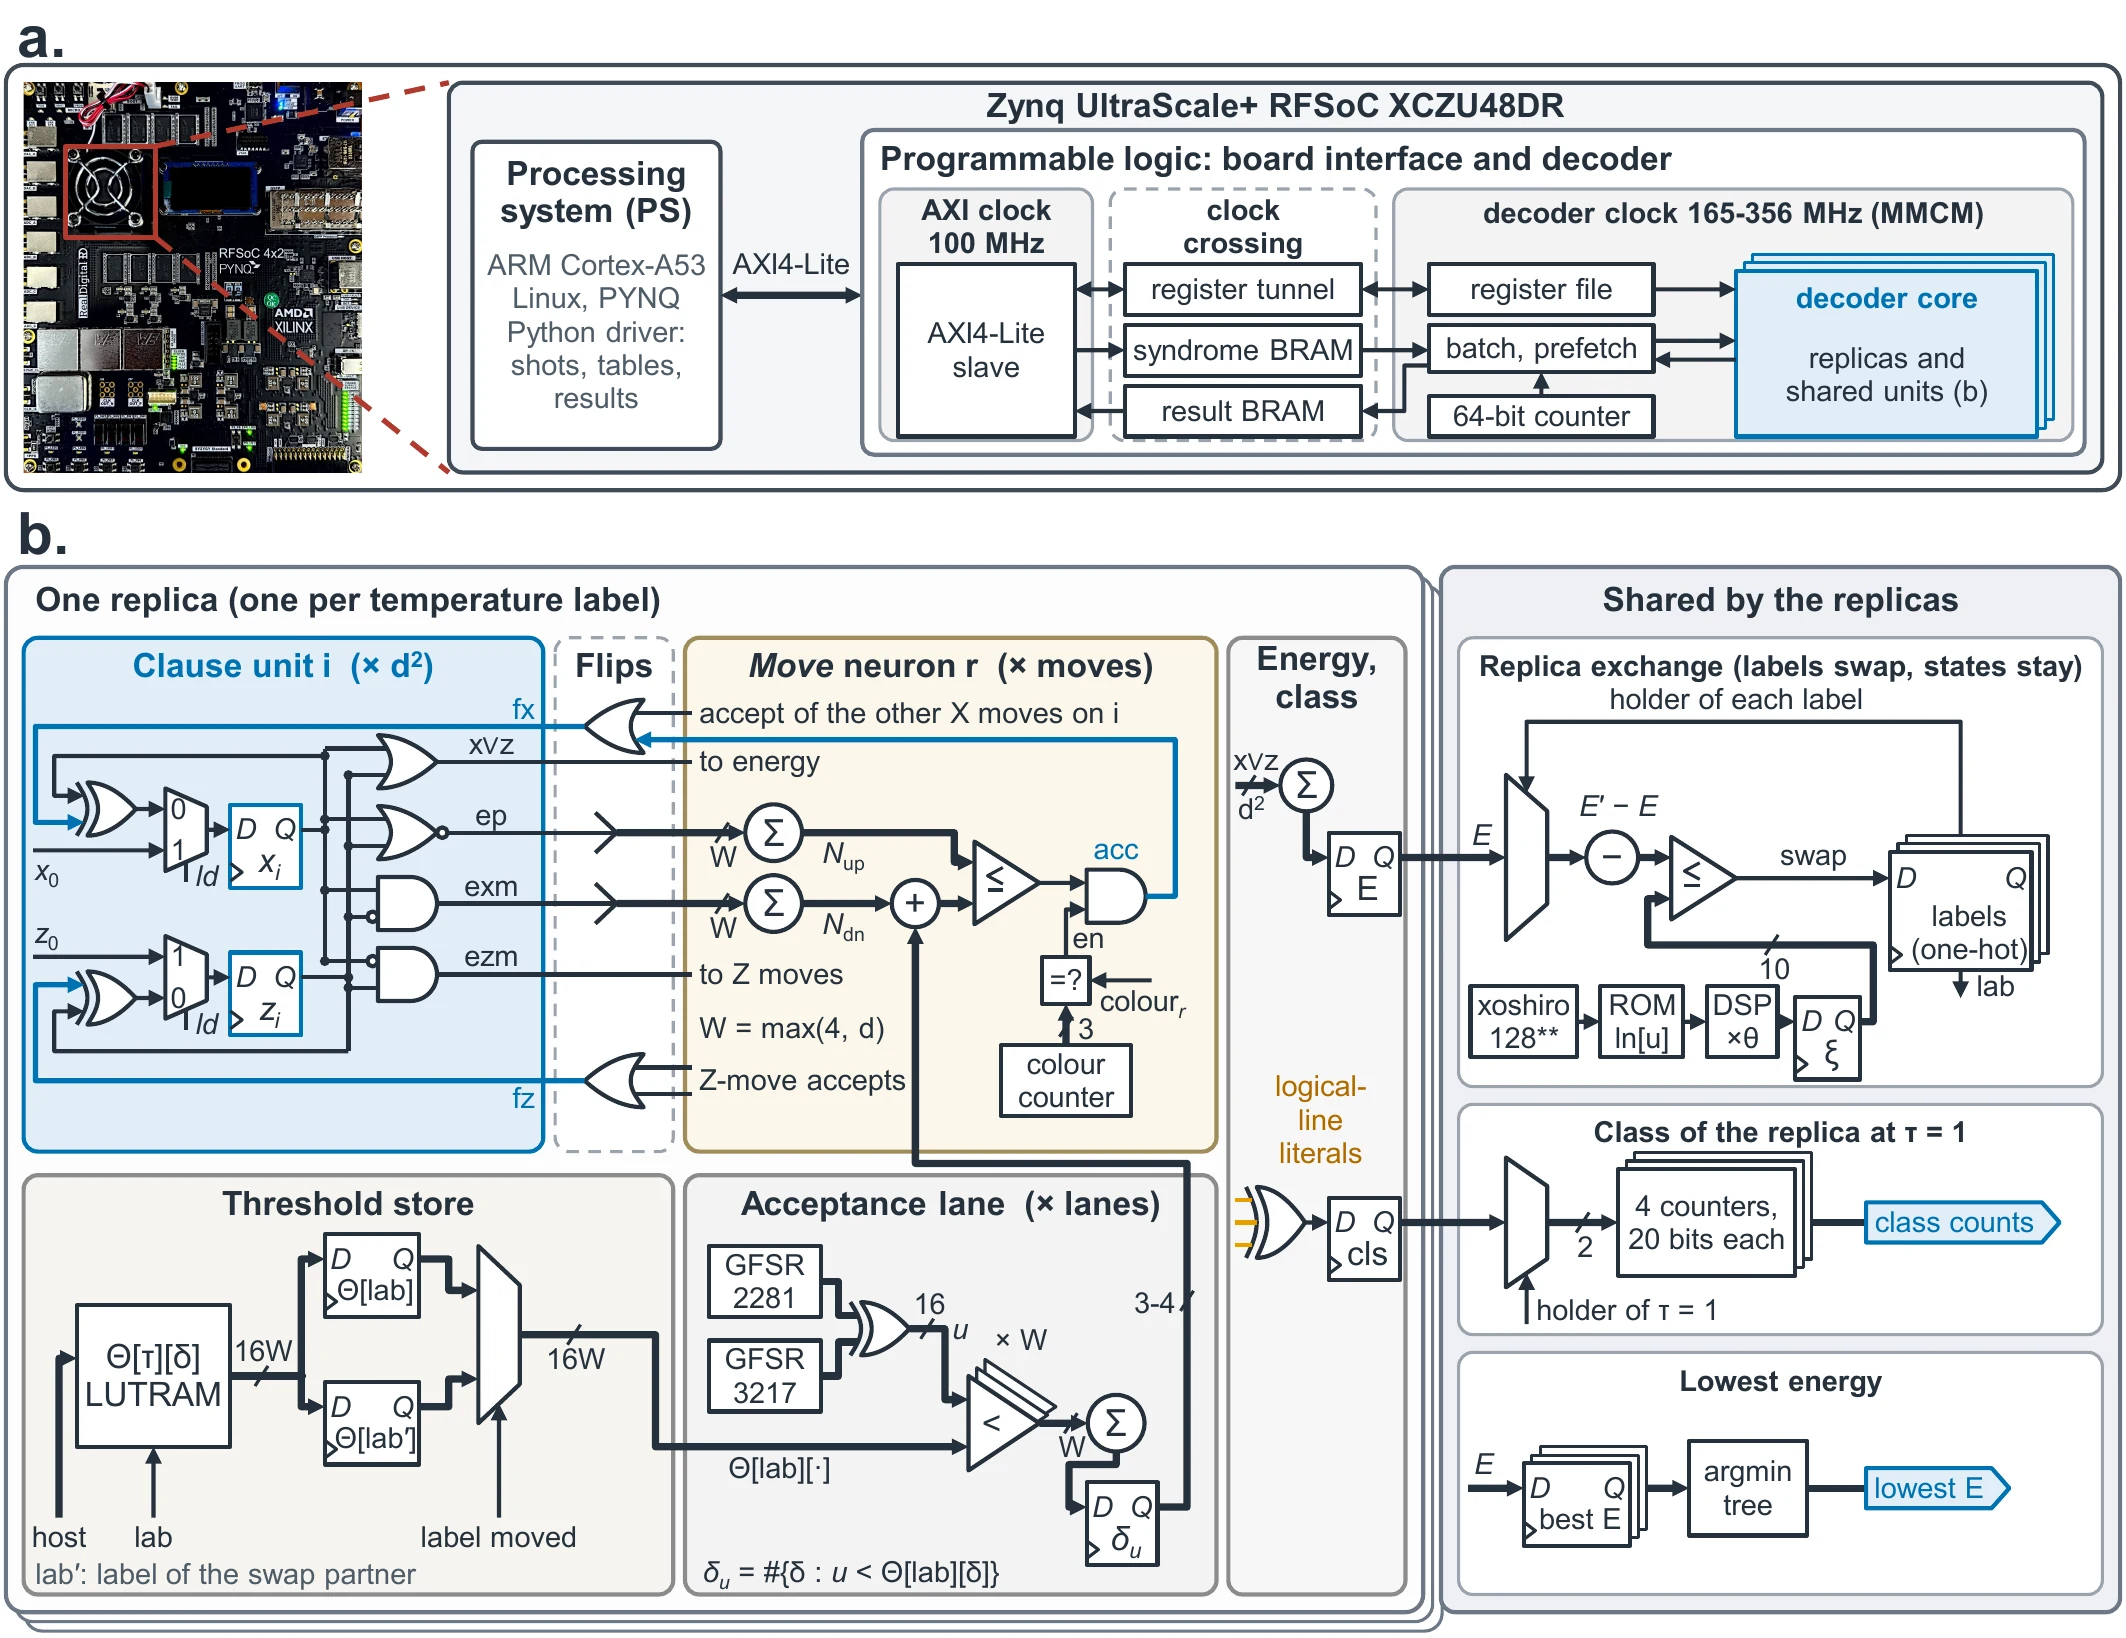 a.
RFSoC 4x2
PYNQ
RealDigital
AMD
XILINX
Zynq UltraScale+ RFSoC XCZU48DR
Processing
system (PS)
ARM Cortex-A53
Linux, PYNQ
Python driver:
shots, tables,
results
AXI4-Lite
Programmable logic: board interface and decoder
AXI clock
100 MHz
AXI4-Lite
slave
clock
crossing
register tunnel
syndrome BRAM
result BRAM
decoder clock 165-356 MHz (MMCM)
register file
batch, prefetch
64-bit counter
decoder core
replicas and
shared units (b)
b.
One replica (one per temperature label)
Clause unit i (× d²)
fx
x∨z
ep
exm
ezm
fz
x₀
0
1
ld
D Q
xᵢ
z₀
1
0
ld
D Q
zᵢ
Flips
Move neuron r (× moves)
accept of the other X moves on i
to energy
W
Σ
N_up
W
Σ
N_dn
+
≤
acc
en
=?
colour_r
3
colour
counter
to Z moves
W = max(4, d)
Z-move accepts
Energy,
class
x∨z
d²
Σ
D Q
E
logical-
line
literals
D Q
cls
Threshold store
Θ[τ][δ]
LUTRAM
16W
D Q
Θ[lab]
D Q
Θ[lab′]
16W
host
lab
label moved
lab′: label of the swap partner
Acceptance lane (× lanes)
GFSR
2281
GFSR
3217
16
u
× W
<
W
Σ
3-4
Θ[lab][·]
D Q
δᵤ
δᵤ = #{δ : u < Θ[lab][δ]}
Shared by the replicas
Replica exchange (labels swap, states stay)
holder of each label
E
E′ − E
−
≤
swap
D Q
labels
(one-hot)
lab
10
xoshiro
128**
ROM
ln[u]
DSP
×θ
D Q
ξ
Class of the replica at τ = 1
2
4 counters,
20 bits each
class counts
holder of τ = 1
Lowest energy
E
D Q
best E
argmin
tree
lowest E